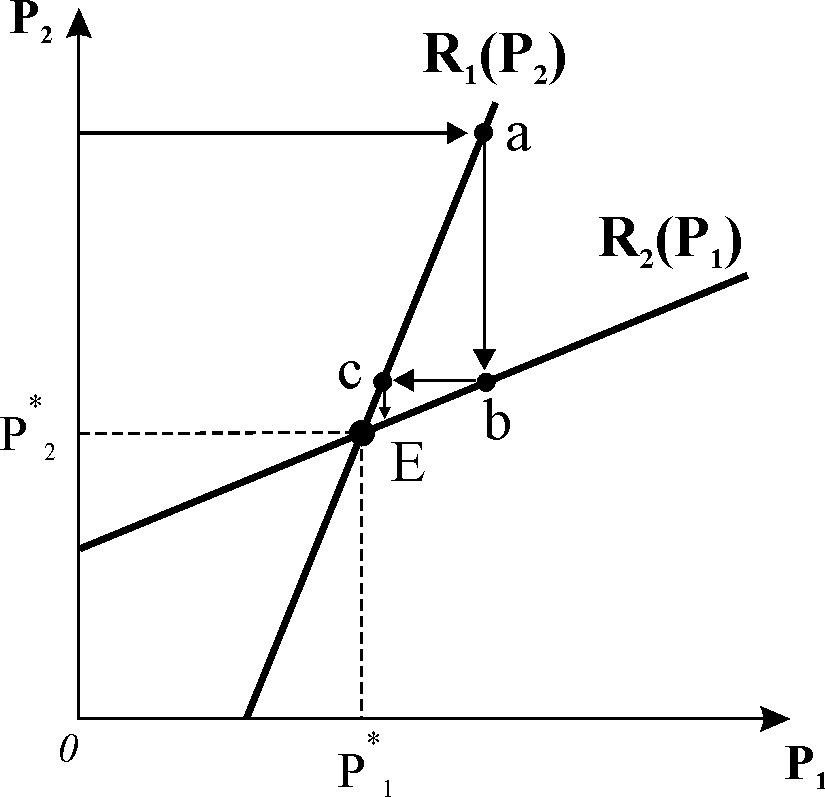 P₂
R₁(P₂)
a
R₂(P₁)
c
b
P*₂
E
0
P*₁
P₁